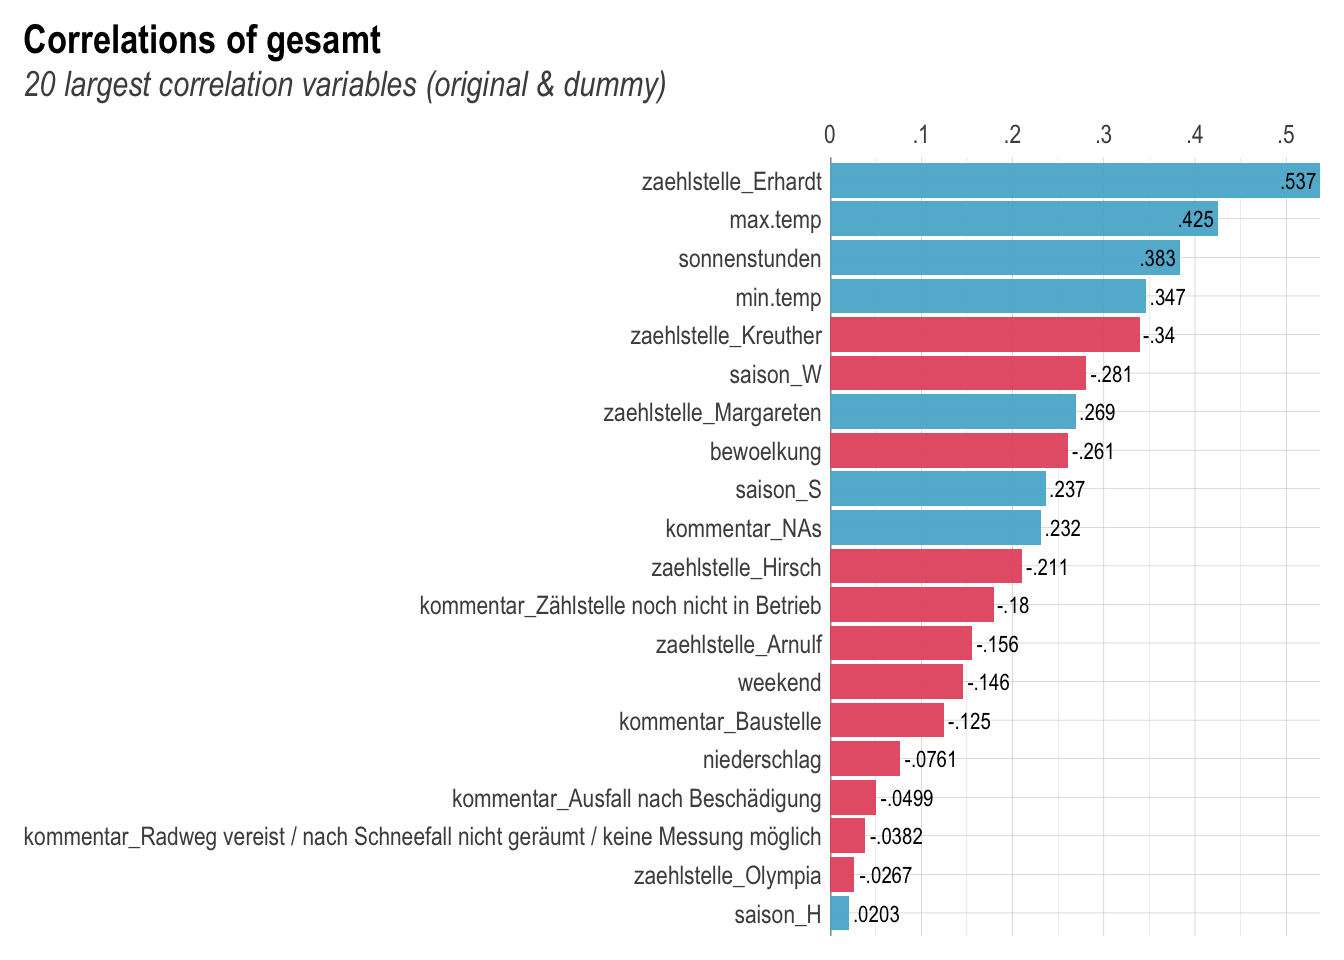 Correlations of gesamt
20 largest correlation variables (original & dummy)
0 .1 .2 .3 .4 .5
zaehlstelle_Erhardt .537
max.temp .425
sonnenstunden .383
min.temp .347
zaehlstelle_Kreuther -.34
saison_W -.281
zaehlstelle_Margareten .269
bewoelkung -.261
saison_S .237
kommentar_NAs .232
zaehlstelle_Hirsch -.211
kommentar_Zählstelle noch nicht in Betrieb -.18
zaehlstelle_Arnulf -.156
weekend -.146
kommentar_Baustelle -.125
niederschlag -.0761
kommentar_Ausfall nach Beschädigung -.0499
kommentar_Radweg vereist / nach Schneefall nicht geräumt / keine Messung möglich -.0382
zaehlstelle_Olympia -.0267
saison_H .0203